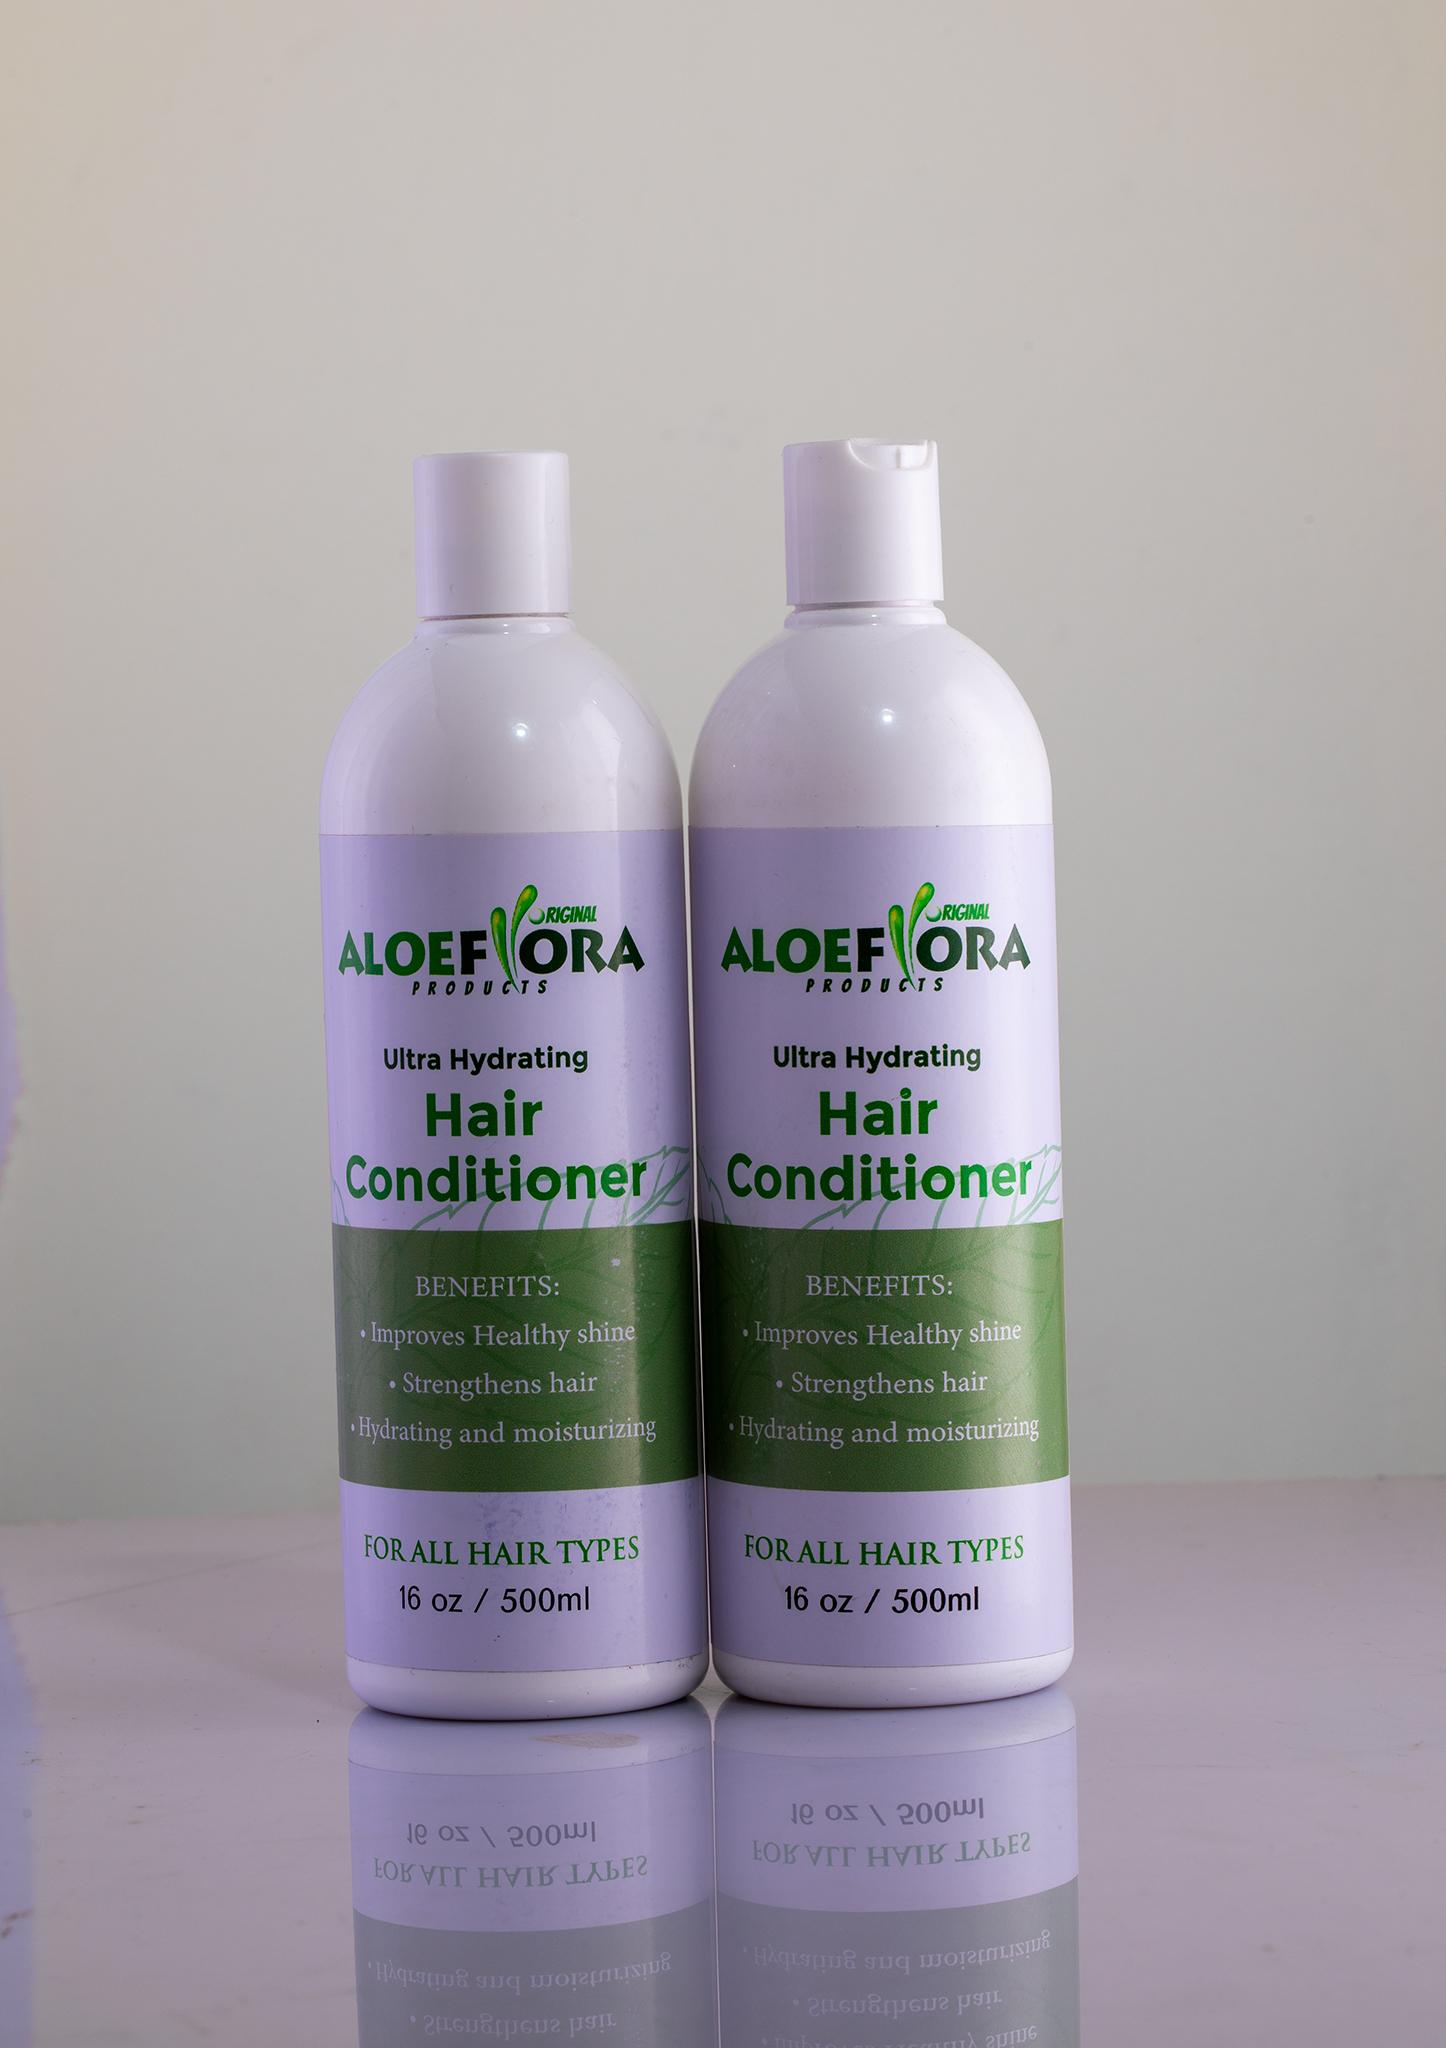 ORIGINAL
ALOEFLORA
PRODUCTS
Ultra Hydrating
Hair
Conditioner
BENEFITS:
• Improves Healthy shine
• Strengthens hair
• Hydrating and moisturizing
FOR ALL HAIR TYPES
16 oz / 500ml
ORIGINAL
ALOEFLORA
PRODUCTS
Ultra Hydrating
Hair
Conditioner
BENEFITS:
• Improves Healthy shine
• Strengthens hair
• Hydrating and moisturizing
FOR ALL HAIR TYPES
16 oz / 500ml